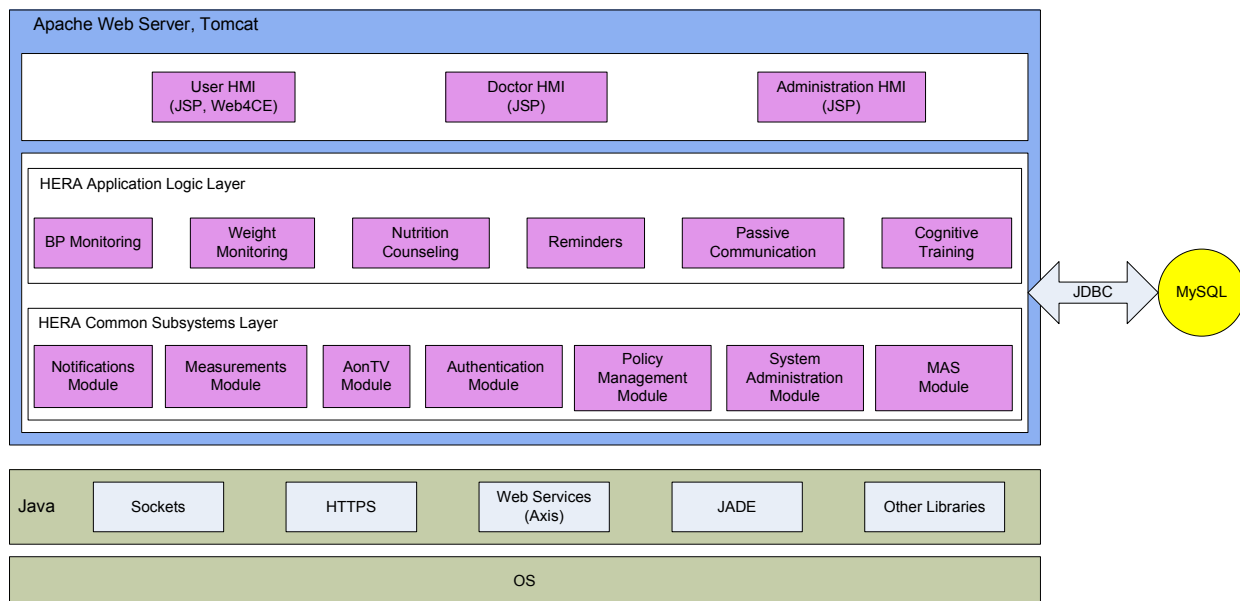 Apache Web Server, Tomcat
User HMI
(JSP, Web4CE)
Doctor HMI
(JSP)
Administration HMI
(JSP)
HERA Application Logic Layer
BP Monitoring
Weight
Monitoring
Nutrition
Counseling
Reminders
Passive
Communication
Cognitive
Training
JDBC
MySQL
HERA Common Subsystems Layer
Notifications
Module
Measurements
Module
AonTV
Module
Authentication
Module
Policy
Management
Module
System
Administration
Module
MAS
Module
Java
Sockets
HTTPS
Web Services
(Axis)
JADE
Other Libraries
OS